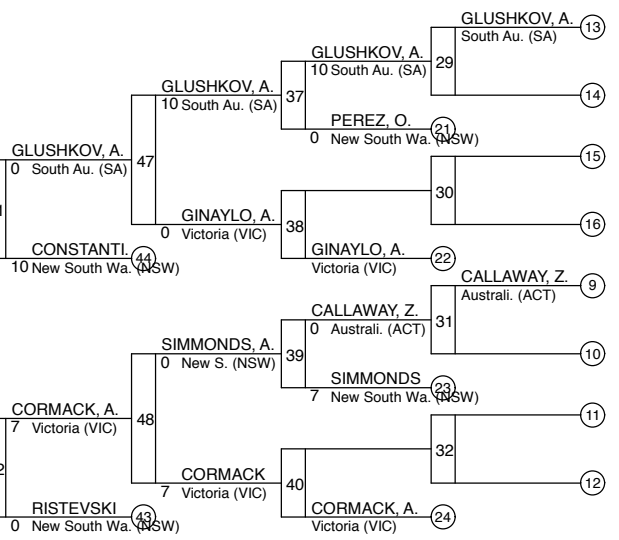 GLUSHKOV, A. 13
South Au. (SA)
GLUSHKOV, A.
29
10 South Au. (SA)
GLUSHKOV, A.
14
37
10 South Au. (SA)
PEREZ, O. 21
0 New South Wa. (NSW)
GLUSHKOV, A.
15
47
0 South Au. (SA)
30
GINAYLO, A.
16
38
0 Victoria (VIC)
CONSTANTI. 44
GINAYLO, A. 22
10 New South Wa. (NSW)
Victoria (VIC)
CALLAWAY, Z. 9
Australi. (ACT)
CALLAWAY, Z.
31
0 Australi. (ACT)
SIMMONDS, A.
10
39
0 New S. (NSW)
SIMMONDS 23
7 New South Wa. (NSW)
CORMACK, A.
11
48
7 Victoria (VIC)
32
CORMACK
12
40
7 Victoria (VIC)
RISTEVSKI 43
CORMACK, A. 24
0 New South Wa. (NSW)
Victoria (VIC)